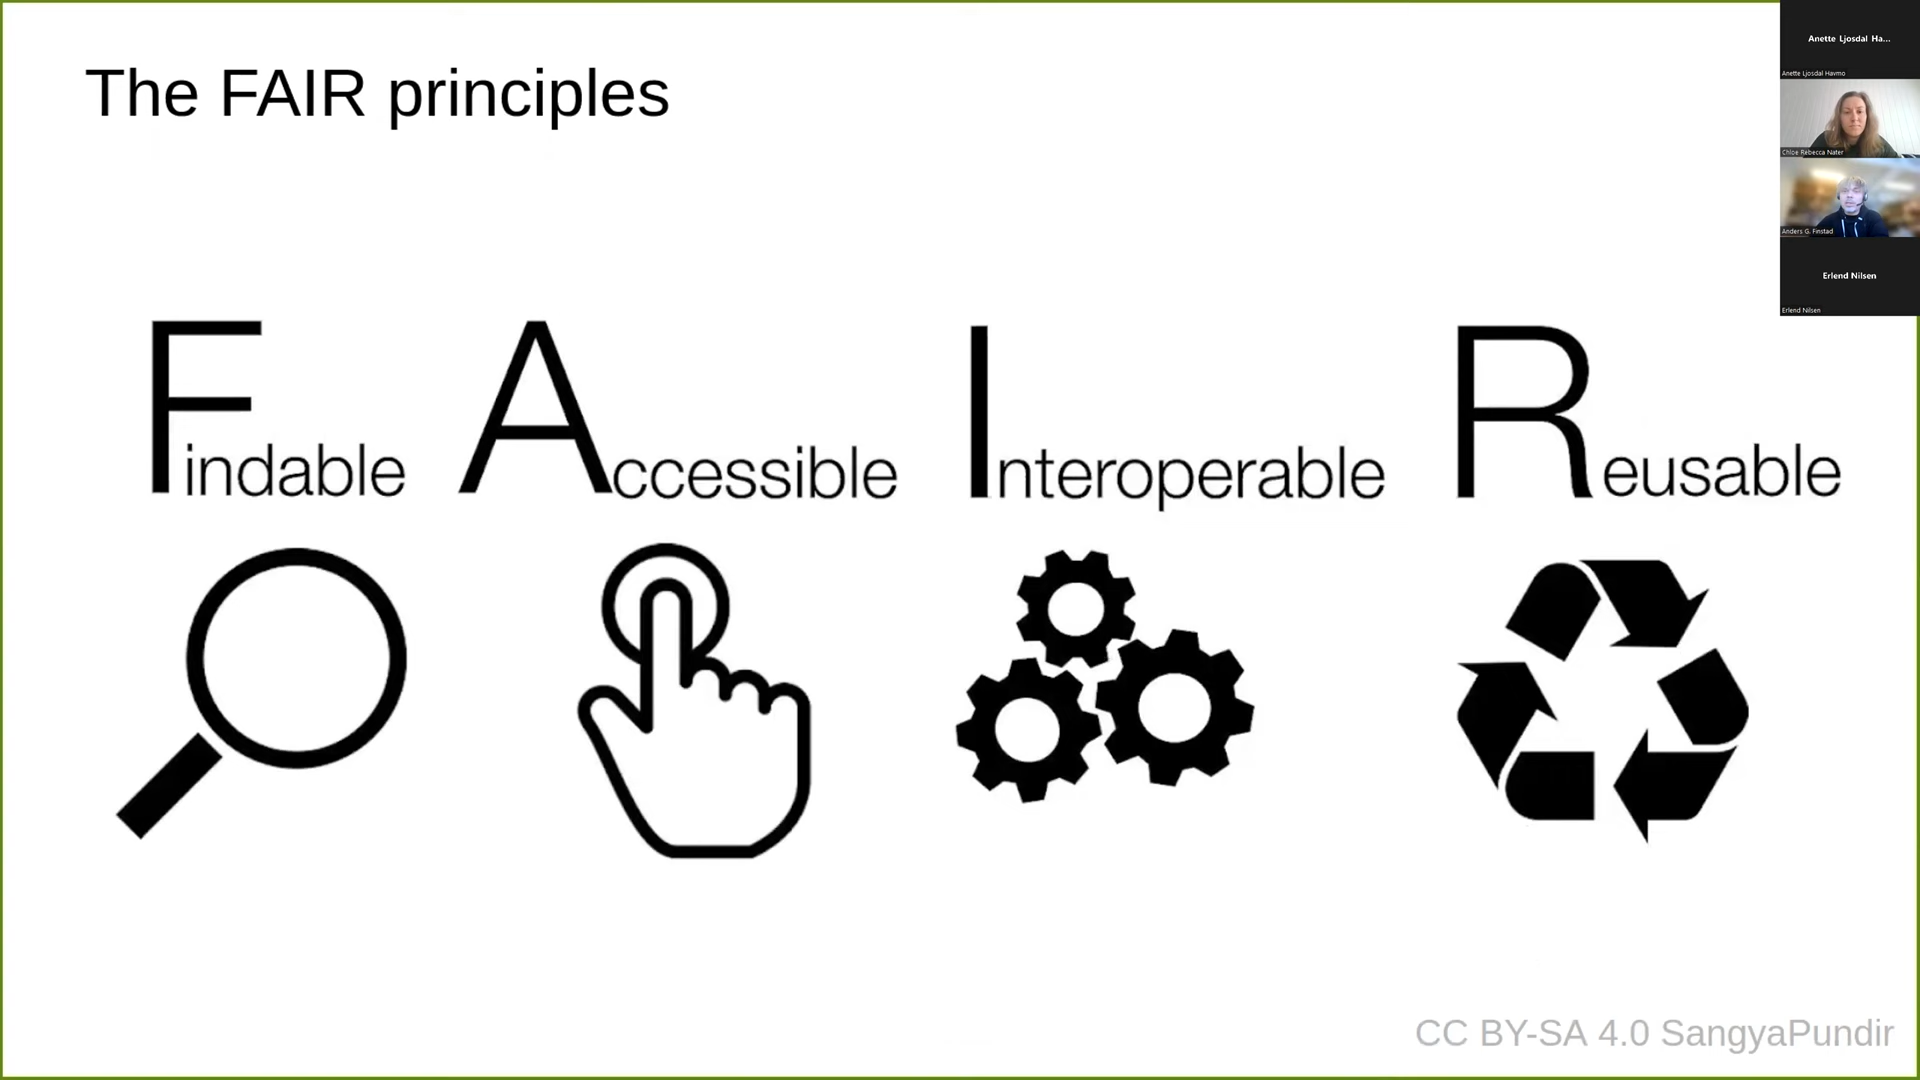 The FAIR principles
Anette Ljosdal Ha...
Anette Ljosdal Havmo
Chloe Rebecca Nater
Anders G. Finstad
Erlend Nilsen
Erlend Nilsen
Findable Accessible Interoperable Reusable
CC BY-SA 4.0 SangyaPundir